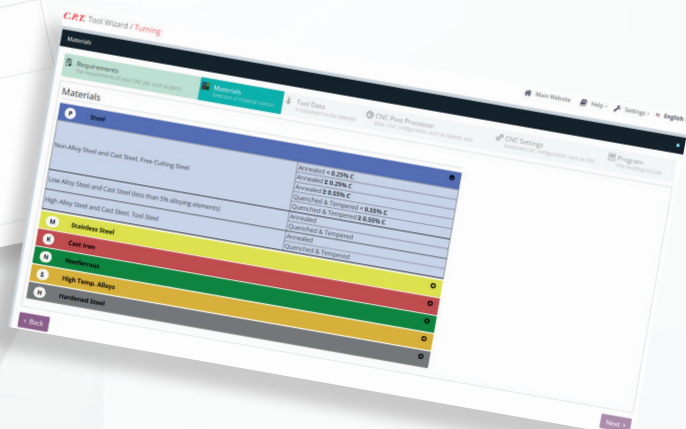 C.P.T. Tool Wizard / Turning
Main Website Help Settings English
Materials
Requirements
Materials
Tool Data
CNC Post Processor
CNC Settings
Program
Materials
P Steel
Non-Alloy Steel and Cast Steel, Free Cutting Steel
Annealed < 0.25% C
Annealed ≥ 0.25% C
Annealed ≥ 0.55% C
Quenched & Tempered < 0.55% C
Quenched & Tempered ≥ 0.55% C
Low Alloy Steel and Cast Steel (less than 5% alloying elements)
Annealed
Quenched & Tempered
High Alloy Steel and Cast Steel, Tool Steel
Annealed
Quenched & Tempered
M Stainless Steel
K Cast Iron
N Nonferrous
S High Temp. Alloys
H Hardened Steel
< Back
Next >